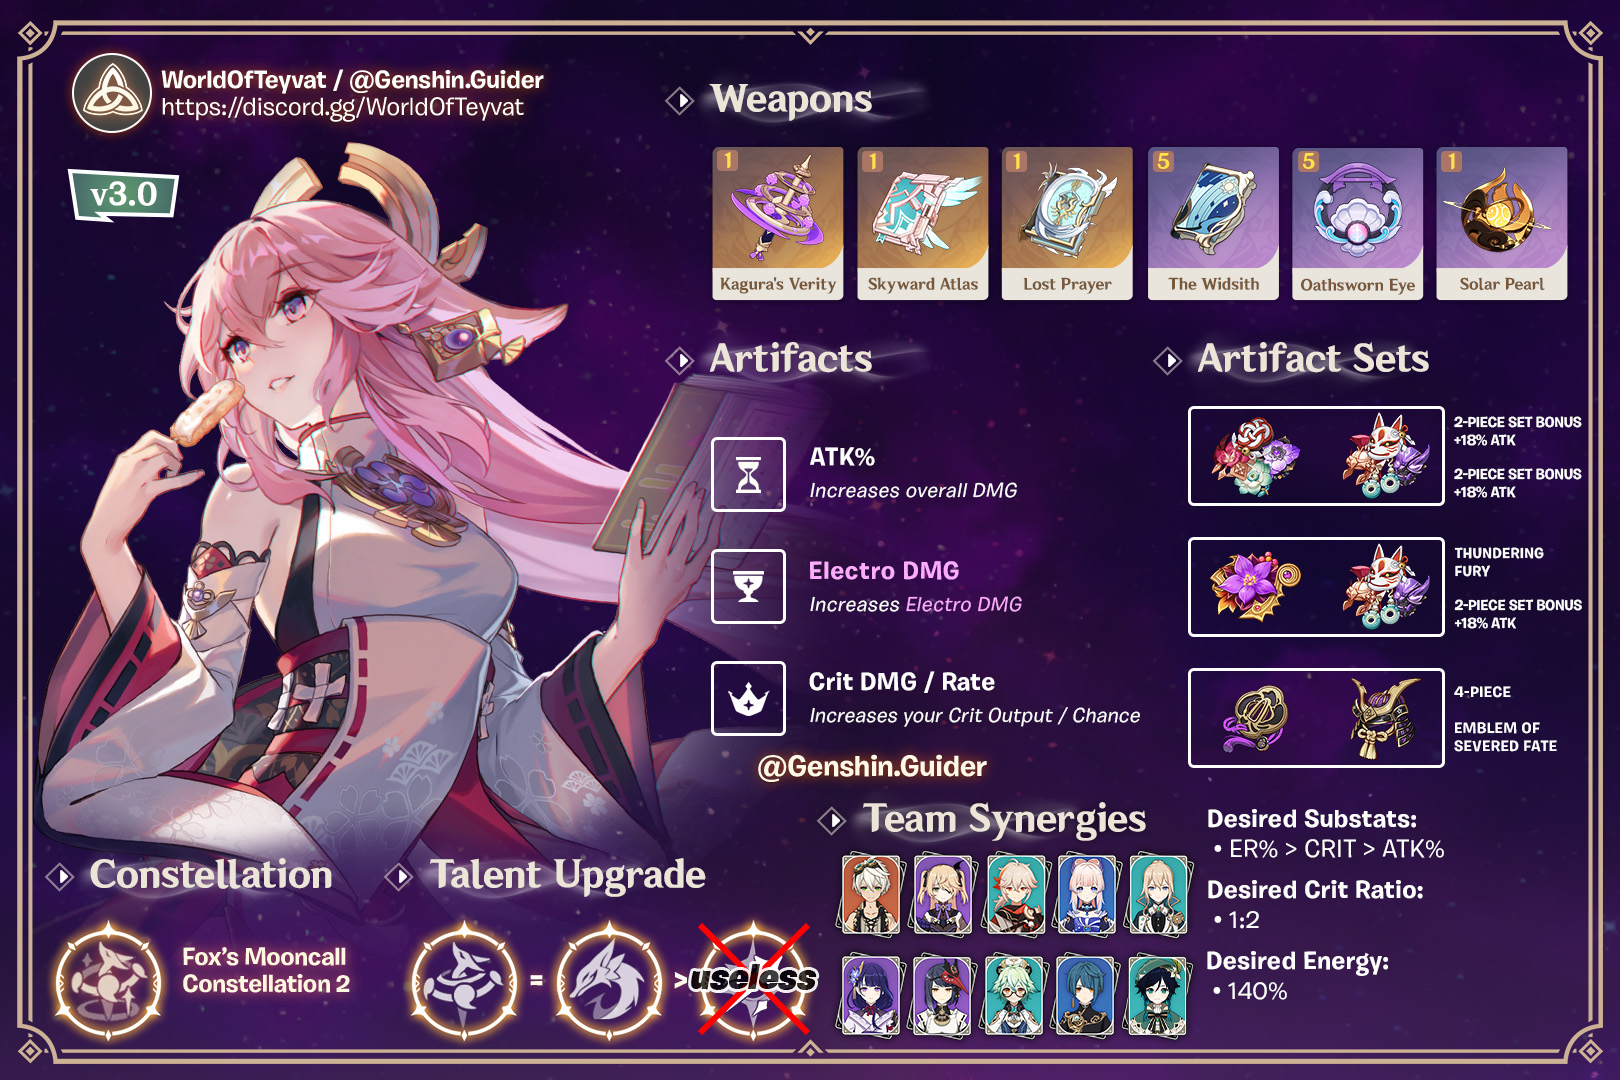 WorldOfTeyvat / @Genshin.Guider
https://discord.gg/WorldOfTeyvat
v3.0
Weapons
1
1
1
5
5
1
Kagura's Verity
Skyward Atlas
Lost Prayer
The Widsith
Oathsworn Eye
Solar Pearl
Artifacts
ATK%
Increases overall DMG
Electro DMG
Increases Electro DMG
Crit DMG / Rate
Increases your Crit Output / Chance
@Genshin.Guider
Artifact Sets
2-PIECE SET BONUS
+18% ATK
2-PIECE SET BONUS
+18% ATK
THUNDERING
FURY
2-PIECE SET BONUS
+18% ATK
4-PIECE
EMBLEM OF
SEVERED FATE
Constellation
Fox's Mooncall
Constellation 2
Talent Upgrade
=
>
useless
Team Synergies
Desired Substats:
• ER% > CRIT > ATK%
Desired Crit Ratio:
• 1:2
Desired Energy:
• 140%